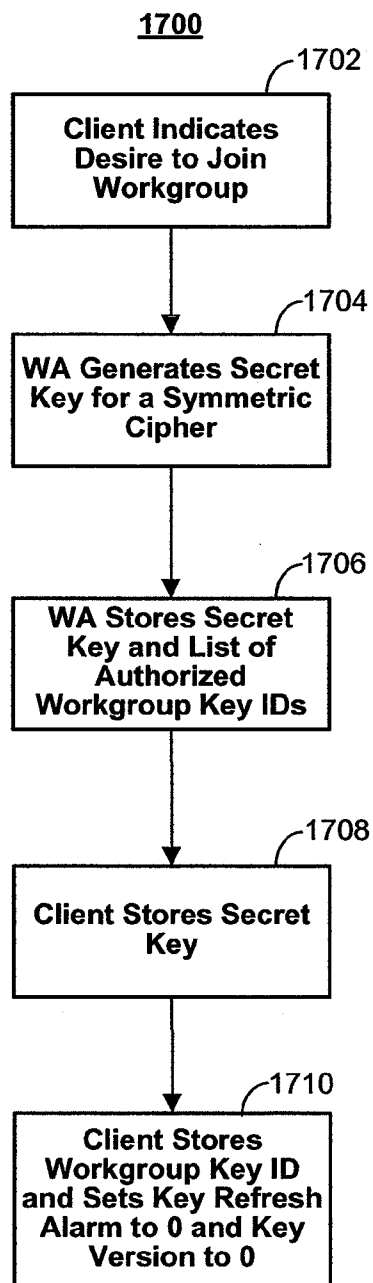 1700
1702
Client Indicates
Desire to Join
Workgroup
1704
WA Generates Secret
Key for a Symmetric
Cipher
1706
WA Stores Secret
Key and List of
Authorized
Workgroup Key IDs
1708
Client Stores Secret
Key
1710
Client Stores
Workgroup Key ID
and Sets Key Refresh
Alarm to 0 and Key
Version to 0